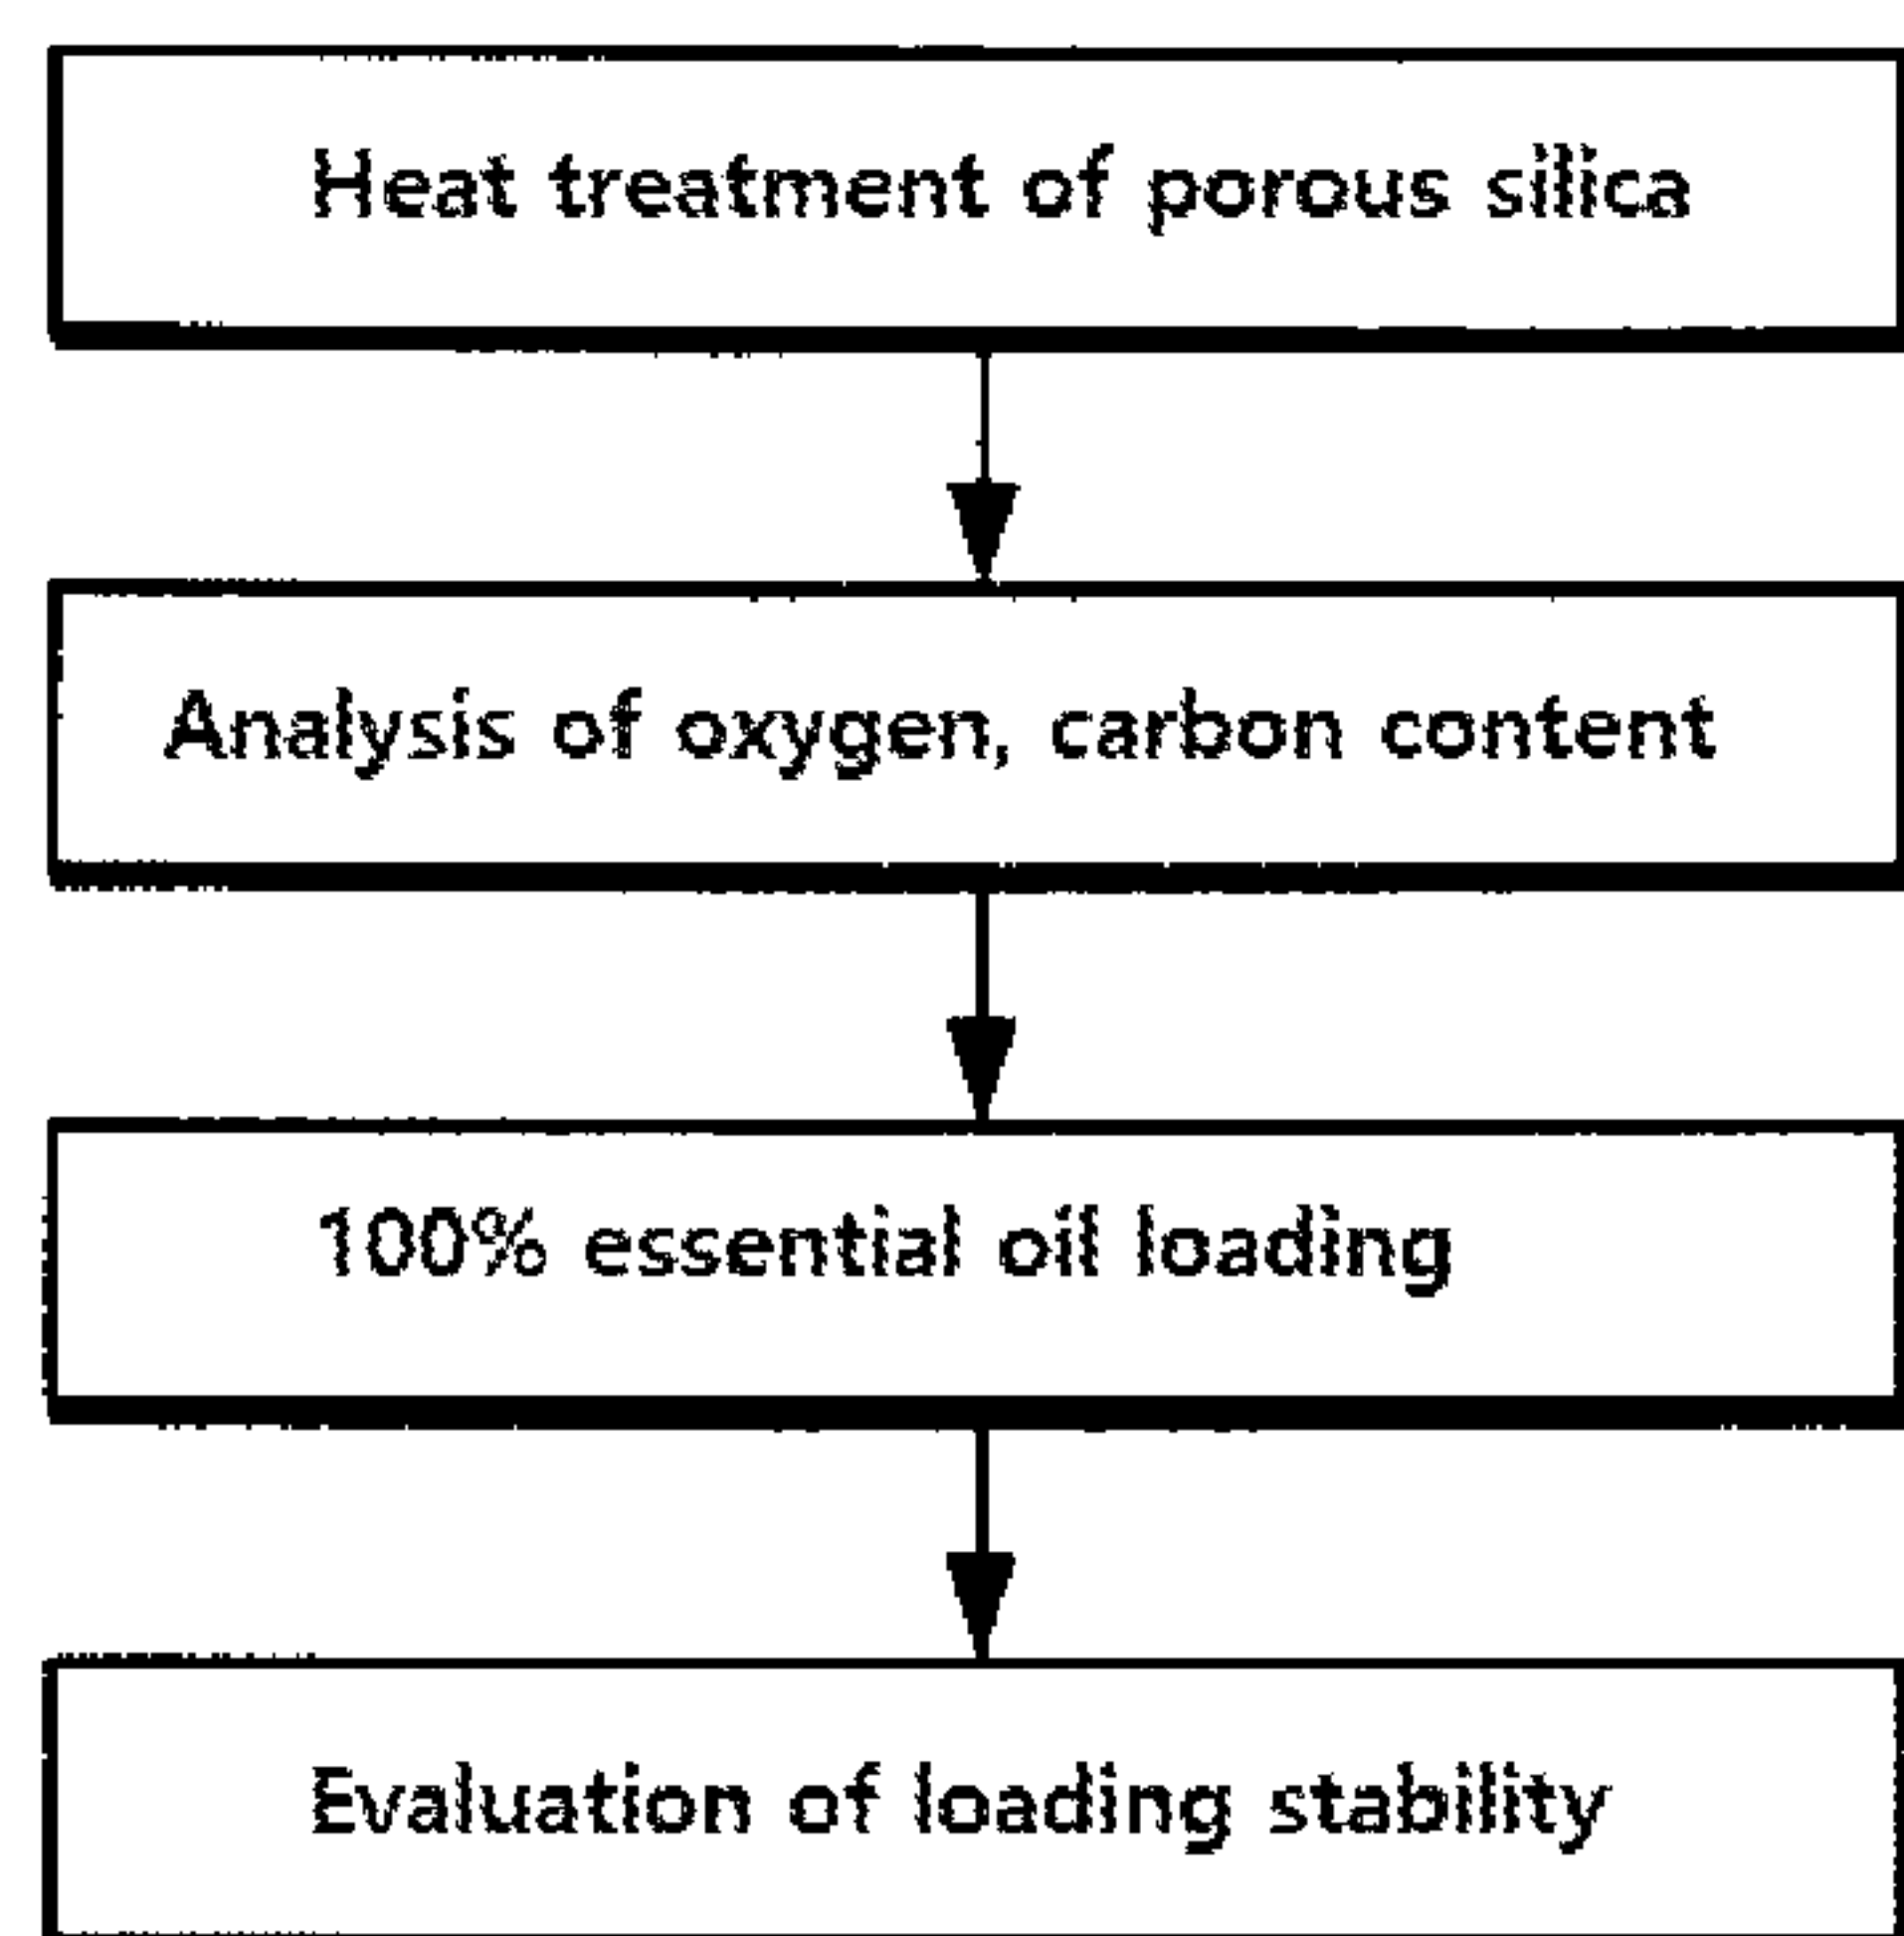 Heat treatment of porous silica
Analysis of oxygen, carbon content
100% essential oil loading
Evaluation of loading stability